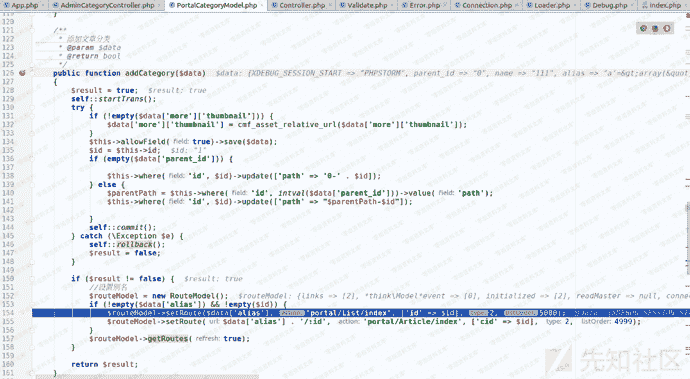 App.php AdminCategoryController.php PortalCategoryModel.php Controller.php Validate.php Error.php Connection.php Loader.php Debug.php index.php
119
120
121 /**
122 * 添加文章分类
123 * @param $data
124 * @return bool
125 */
126 public function addCategory($data) $data: {XDEBUG_SESSION_START => "PHPSTORM", parent_id => "0", name => "111", alias => "a'=&gt;array(&quot
127 {
128 $result = true; $result: true
129 self::startTrans();
130 try {
131 if (!empty($data['more']['thumbnail'])) {
132 $data['more']['thumbnail'] = cmf_asset_relative_url($data['more']['thumbnail']);
133 }
134 $this->allowField( field: true)->save($data);
135 $id = $this->id; $id: "1"
136 if (empty($data['parent_id'])) {
137
138 $this->where( field: 'id', $id)->update(['path' => '0-' . $id]);
139 } else {
140 $parentPath = $this->where( field: 'id', intval($data['parent_id']))->value( field: 'path');
141 $this->where( field: 'id', $id)->update(['path' => "$parentPath-$id"]);
142
143 }
144 self::commit();
145 } catch (\Exception $e) {
146 self::rollback();
147 $result = false;
148 }
149
150 if ($result != false) { $result: true
151 //设置别名
152 $routeModel = new RouteModel(); $routeModel: {links => [2], *think\Model*event => [0], initialized => [2], readMaster => null, conne
153 if (!empty($data['alias']) && !empty($id)) {
154 $routeModel->setRoute($data['alias'], action: 'portal/List/index', ['id' => $id], type: 2, listOrder: 5000);
155 $routeModel->setRoute( url: $data['alias'] . '/:id', action: 'portal/Article/index', ['cid' => $id], type: 2, listOrder: 4999);
156 }
157 $routeModel->getRoutes( refresh: true);
158 }
159
160 return $result;
161 }
先知社区